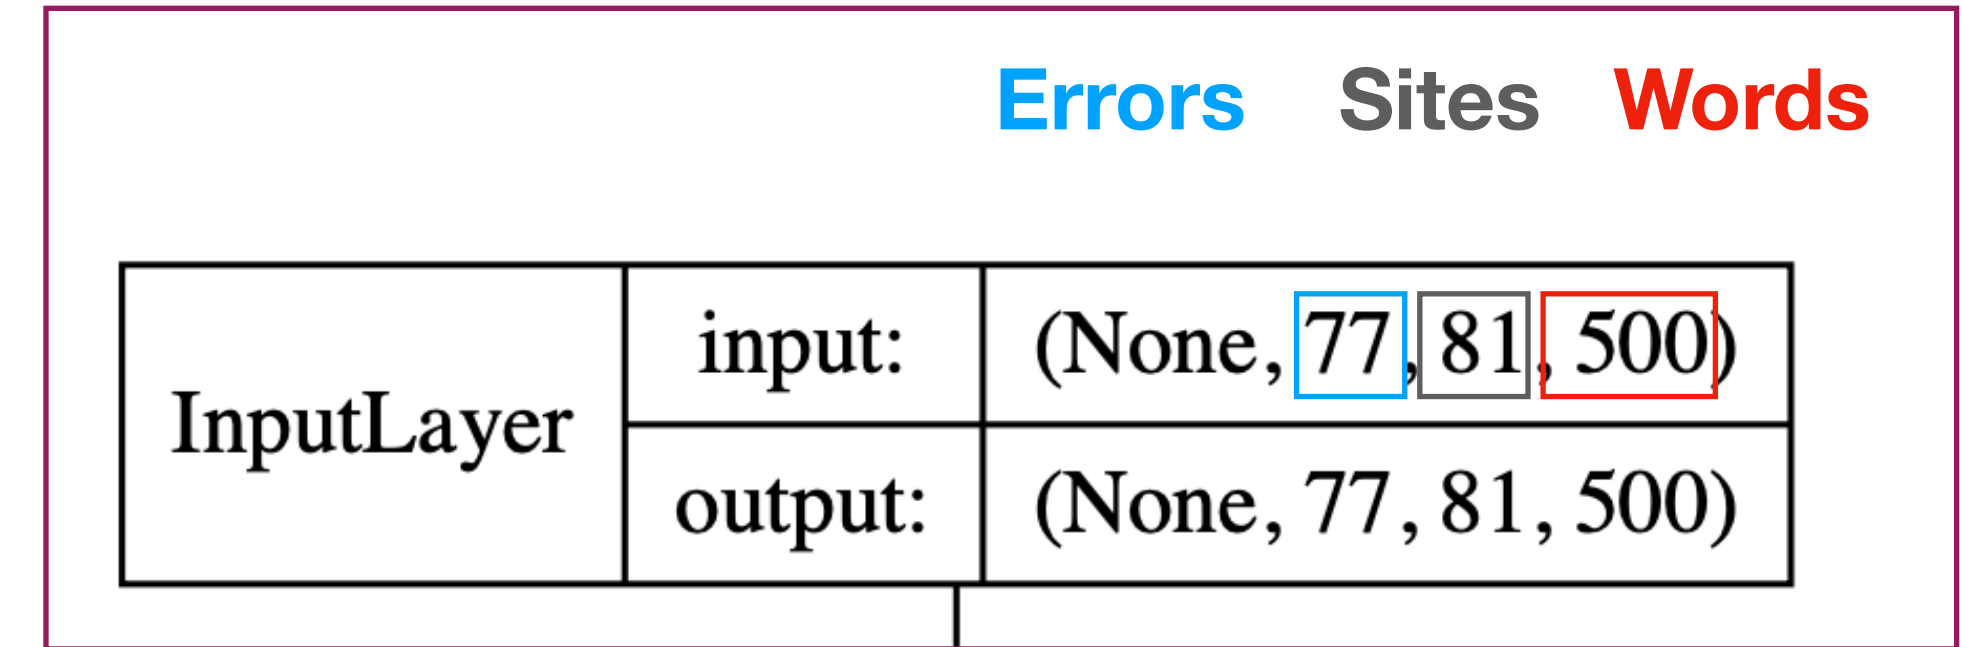 Errors Sites Words
input: (None, 77, 81, 500)
InputLayer
output: (None, 77, 81, 500)